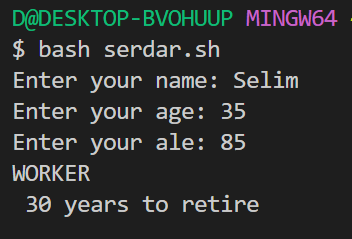 D@DESKTOP-BVOHUUP MINGW64
$ bash serdar.sh
Enter your name: Selim
Enter your age: 35
Enter your ale: 85
WORKER
 30 years to retire